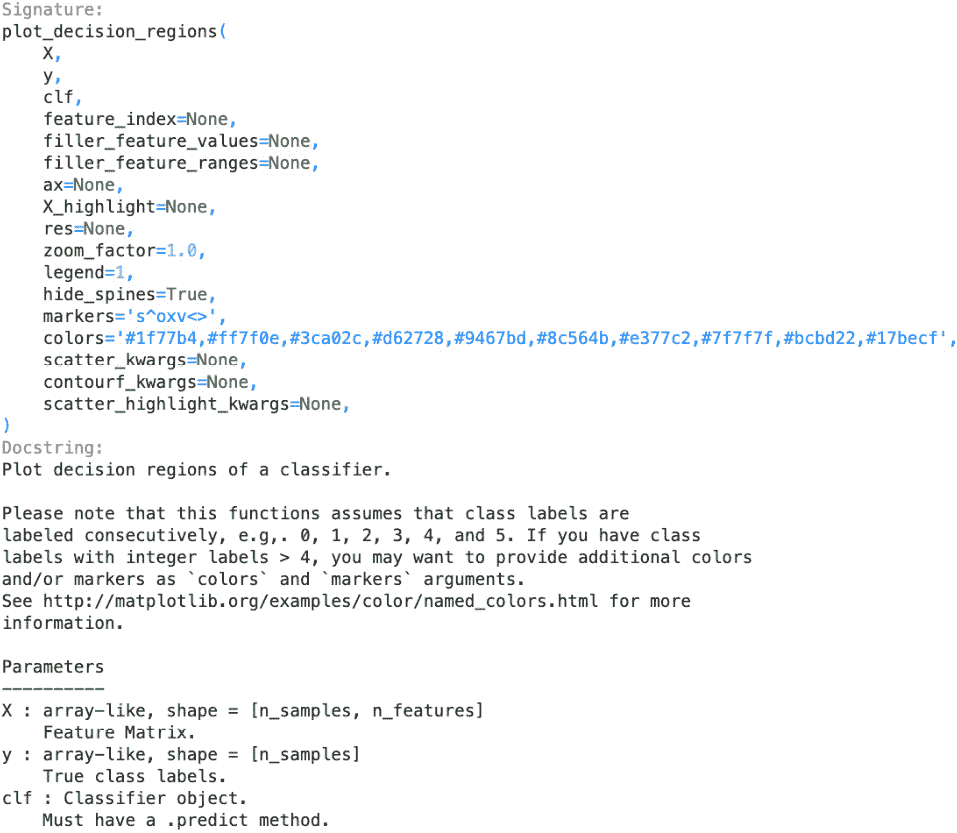 Signature:
plot_decision_regions(
    X,
    y,
    clf,
    feature_index=None,
    filler_feature_values=None,
    filler_feature_ranges=None,
    ax=None,
    X_highlight=None,
    res=None,
    zoom_factor=1.0,
    legend=1,
    hide_spines=True,
    markers='s^oxv<>',
    colors='#1f77b4,#ff7f0e,#3ca02c,#d62728,#9467bd,#8c564b,#e377c2,#7f7f7f,#bcbd22,#17becf',
    scatter_kwargs=None,
    contourf_kwargs=None,
    scatter_highlight_kwargs=None,
)
Docstring:
Plot decision regions of a classifier.

Please note that this functions assumes that class labels are
labeled consecutively, e.g,. 0, 1, 2, 3, 4, and 5. If you have class
labels with integer labels > 4, you may want to provide additional colors
and/or markers as `colors` and `markers` arguments.
See http://matplotlib.org/examples/color/named_colors.html for more
information.

Parameters
----------
X : array-like, shape = [n_samples, n_features]
    Feature Matrix.
y : array-like, shape = [n_samples]
    True class labels.
clf : Classifier object.
    Must have a .predict method.